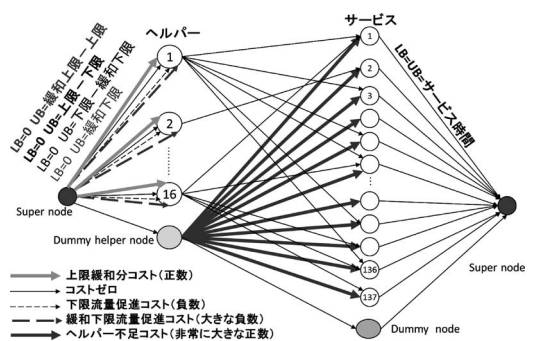 ヘルパー
サービス
LB=0 UB=緩和上限－上限
LB=0 UB=上限－下限
LB=0 UB=下限－緩和下限
LB=0 UB=緩和下限
LB=UB=サービス時間
1
2
16
1
2
3
136
137
Super node
Dummy helper node
Super node
Dummy node
上限緩和分コスト(正数)
コストゼロ
下限流量促進コスト(負数)
緩和下限流量促進コスト(大きな負数)
ヘルパー不足コスト(非常に大きな正数)